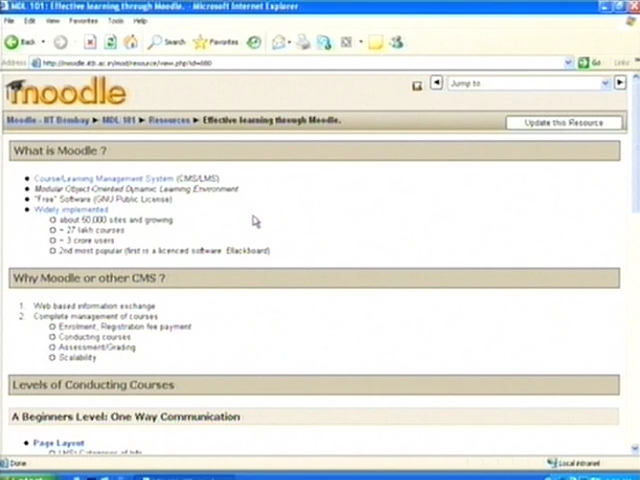 MDL 101: Effective learning through Moodle. - Microsoft Internet Explorer
File Edit View Favorites Tools Help
Back Search Favorites
Address Go Links
moodle
Jump to...
Moodle - IIT Bombay ► MDL 101 ► Resources ► Effective learning through Moodle.
Update this Resource
What is Moodle ?
Course/Learning Management System (CMS/LMS)
Modular Object-Oriented Dynamic Learning Environment
"Free" Software (GNU Public License)
Widely implemented
about 60,000 sites and growing
~ 27 lakh courses
~ 3 crore users
2nd most popular (first is a licenced software Blackboard)
Why Moodle or other CMS ?
1. Web based information exchange
2. Complete management of courses
Enrolment, Registration fee payment
Conducting courses
Assessment/Grading
Scalability
Levels of Conducting Courses
A Beginners Level: One Way Communication
Page Layout
Done Local intranet